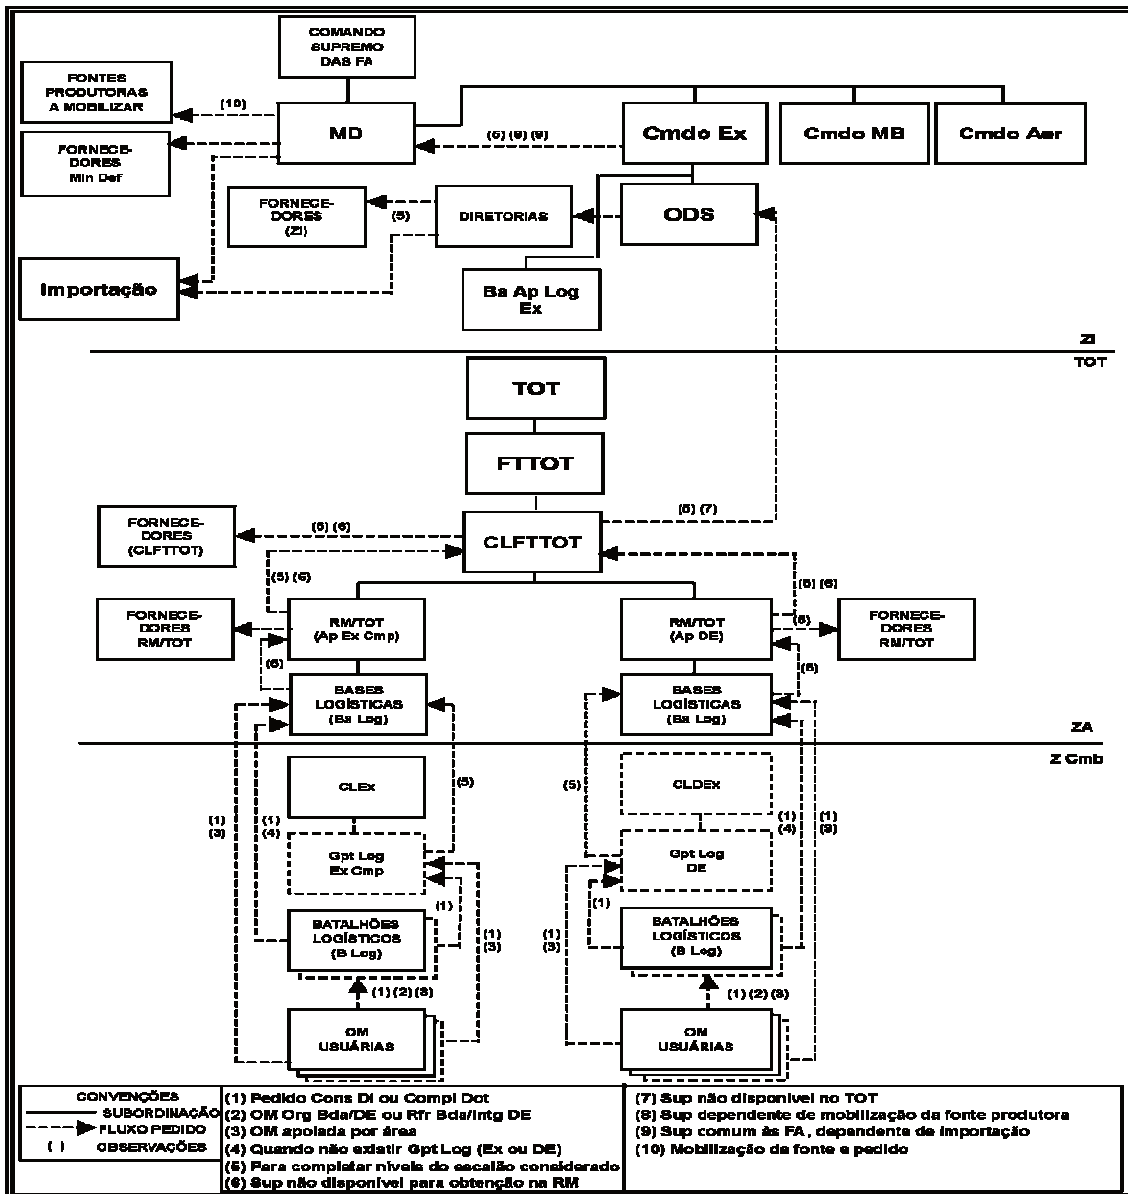 COMANDO
SUPREMO
DAS FA
FONTES
PRODUTORAS
A MOBILIZAR
(10)
MD
(5) (8) (9)
Cmdo Ex
Cmdo MB
Cmdo Aer
FORNECE-
DORES
Min Def
FORNECE-
DORES
(ZI)
(5)
DIRETORIAS
ODS
Importação
Ba Ap Log
Ex
ZI
TOT
TOT
FTTOT
FORNECE-
DORES
(CLFTTOT)
(5) (6)
CLFTTOT
(5) (7)
(5) (6)
(5) (6)
FORNECE-
DORES
RM/TOT
RM/TOT
(Ap Ex Cmp)
RM/TOT
(Ap DE)
(5)
FORNECE-
DORES
RM/TOT
(5)
(5)
BASES
LOGÍSTICAS
(Ba Log)
BASES
LOGÍSTICAS
(Ba Log)
ZA
Z Cmb
CLEx
(5)
(5)
CLDEx
(1)
(3)
(1)
(4)
(1)
(4)
(1)
(3)
Gpt Log
Ex Cmp
Gpt Log
DE
(1)
(1)
BATALHÕES
LOGÍSTICOS
(B Log)
(1)
(3)
(1)
(3)
BATALHÕES
LOGÍSTICOS
(B Log)
(1) (2) (3)
(1) (2) (3)
OM
USUÁRIAS
OM
USUÁRIAS
CONVENÇÕES
SUBORDINAÇÃO
FLUXO PEDIDO
( ) OBSERVAÇÕES
(1) Pedido Cons DI ou Compl Dot
(2) OM Org Bda/DE ou Rfr Bda/Intg DE
(3) OM apoiada por área
(4) Quando não existir Gpt Log (Ex ou DE)
(5) Para completar níveis do escalão considerado
(6) Sup não disponível para obtenção na RM
(7) Sup não disponível no TOT
(8) Sup dependente de mobilização da fonte produtora
(9) Sup comum às FA, dependente de importação
(10) Mobilização da fonte e pedido